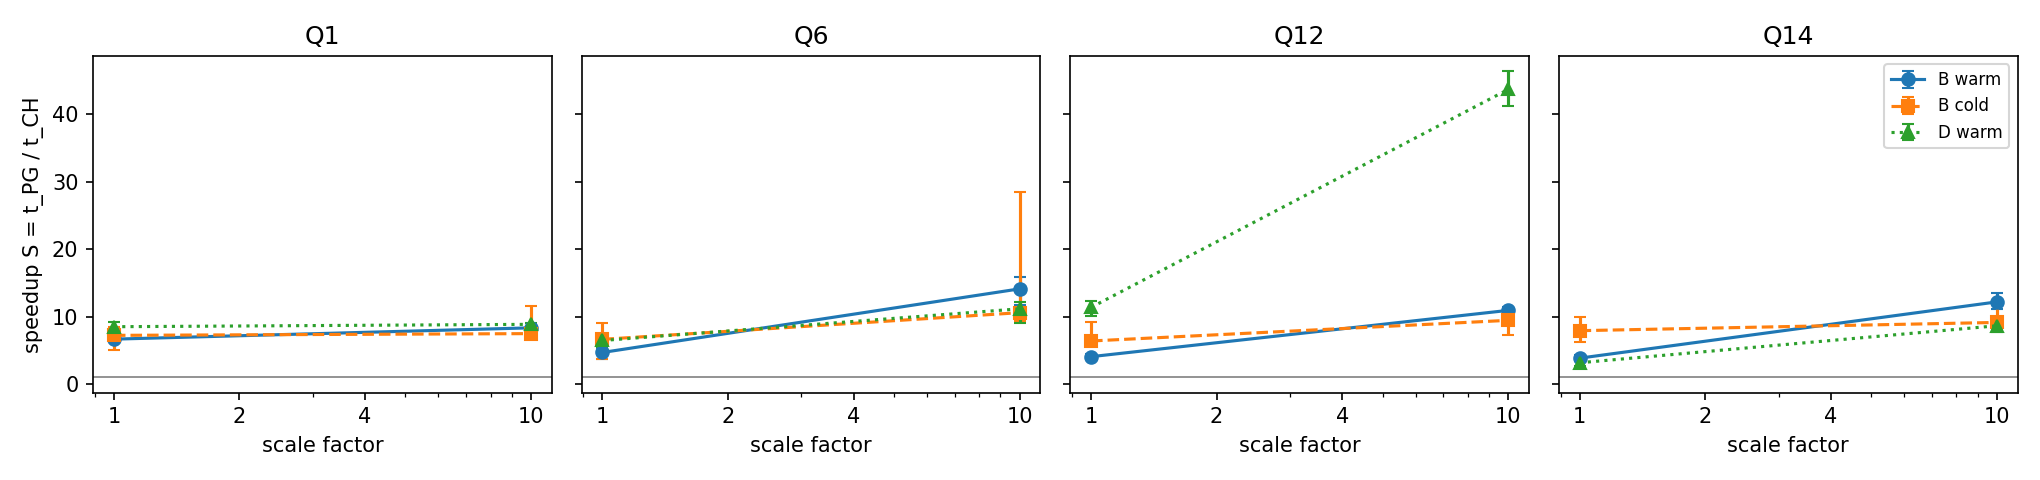 Q1
Q6
Q12
Q14
speedup S = t_PG / t_CH
40
30
20
10
0
B warm
B cold
D warm
1 2 4 10
1 2 4 10
1 2 4 10
1 2 4 10
scale factor
scale factor
scale factor
scale factor